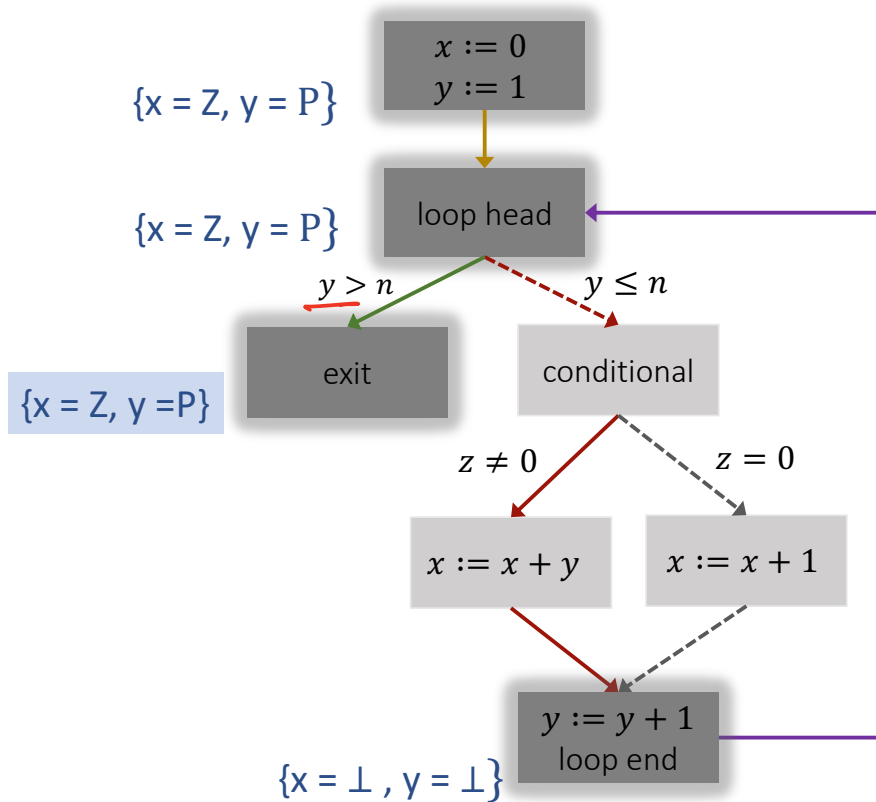 x := 0
y := 1
{x = Z, y = P}
loop head
{x = Z, y = P}
y > n
y ≤ n
exit
conditional
{x = Z, y =P}
z ≠ 0
z = 0
x := x + y
x := x + 1
y := y + 1
loop end
{x = ⊥ , y = ⊥}